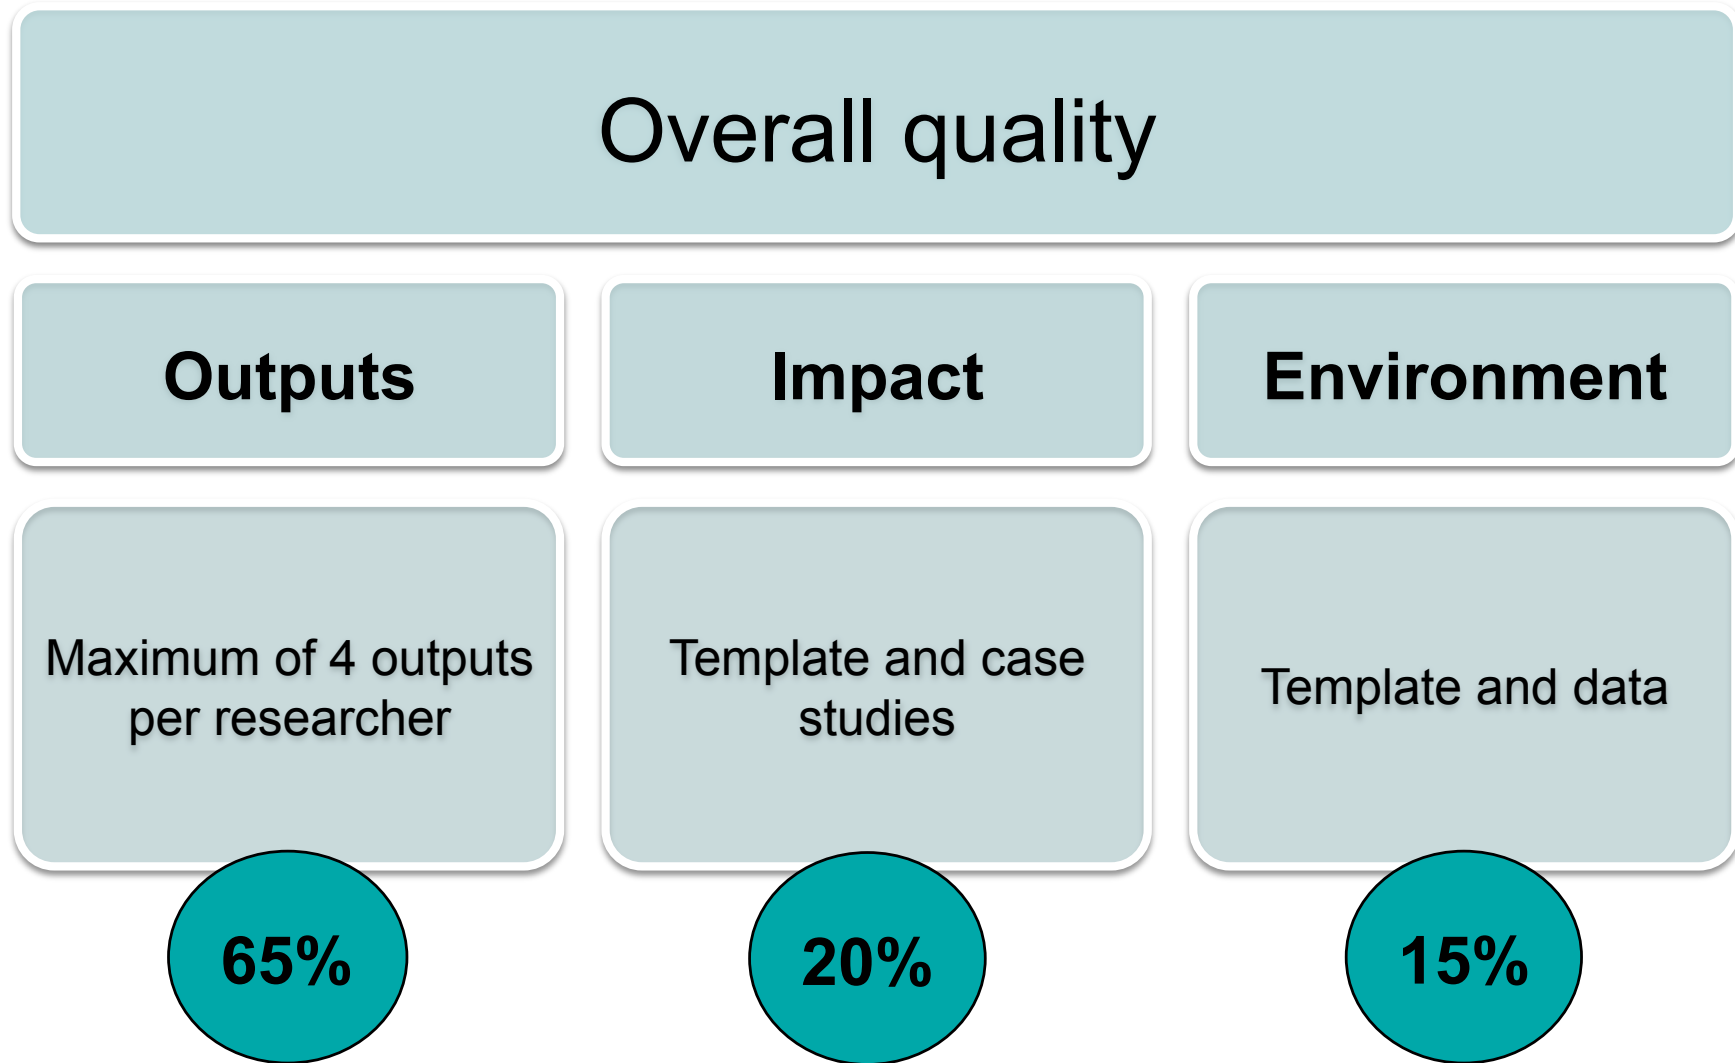 Overall quality
Outputs
Impact
Environment
Maximum of 4 outputs
per researcher
Template and case
studies
Template and data
65%
20%
15%